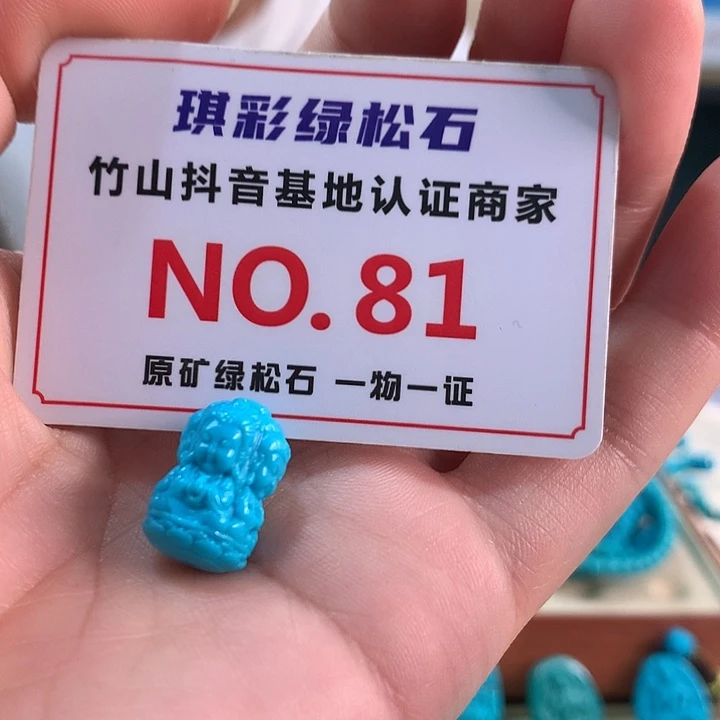 琪彩绿松石
竹山抖音基地认证商家
NO.81
原矿绿松石 一物一证